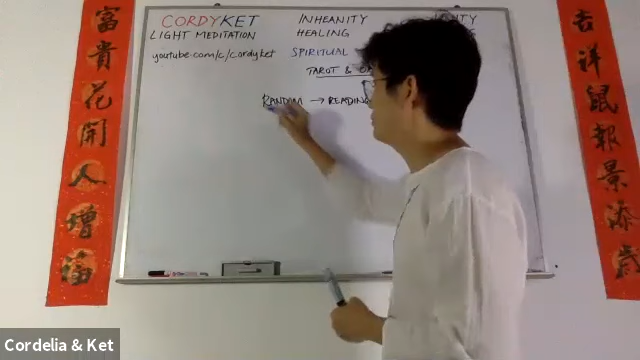 富貴花開人增福
CORDYKET INHEANITY
LIGHT MEDITATION HEALING
youtube.com/c/cordyket SPIRITUAL
TAROT &
RANDOM → READING
吉祥鼠報景添歲
Cordelia & Ket